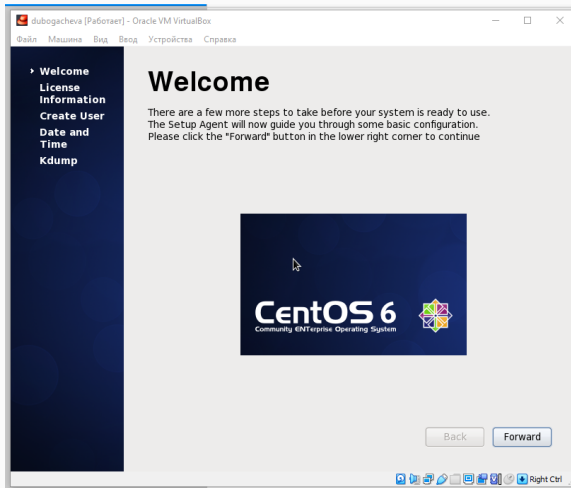 dubogacheva [Работает] - Oracle VM VirtualBox
Файл Машина Вид Ввод Устройства Справка
Welcome
License
Information
Create User
Date and
Time
Kdump
Welcome
There are a few more steps to take before your system is ready to use.
The Setup Agent will now guide you through some basic configuration.
Please click the "Forward" button in the lower right corner to continue
CentOS 6
Community ENTerprise Operating System
Back Forward
Right Ctrl